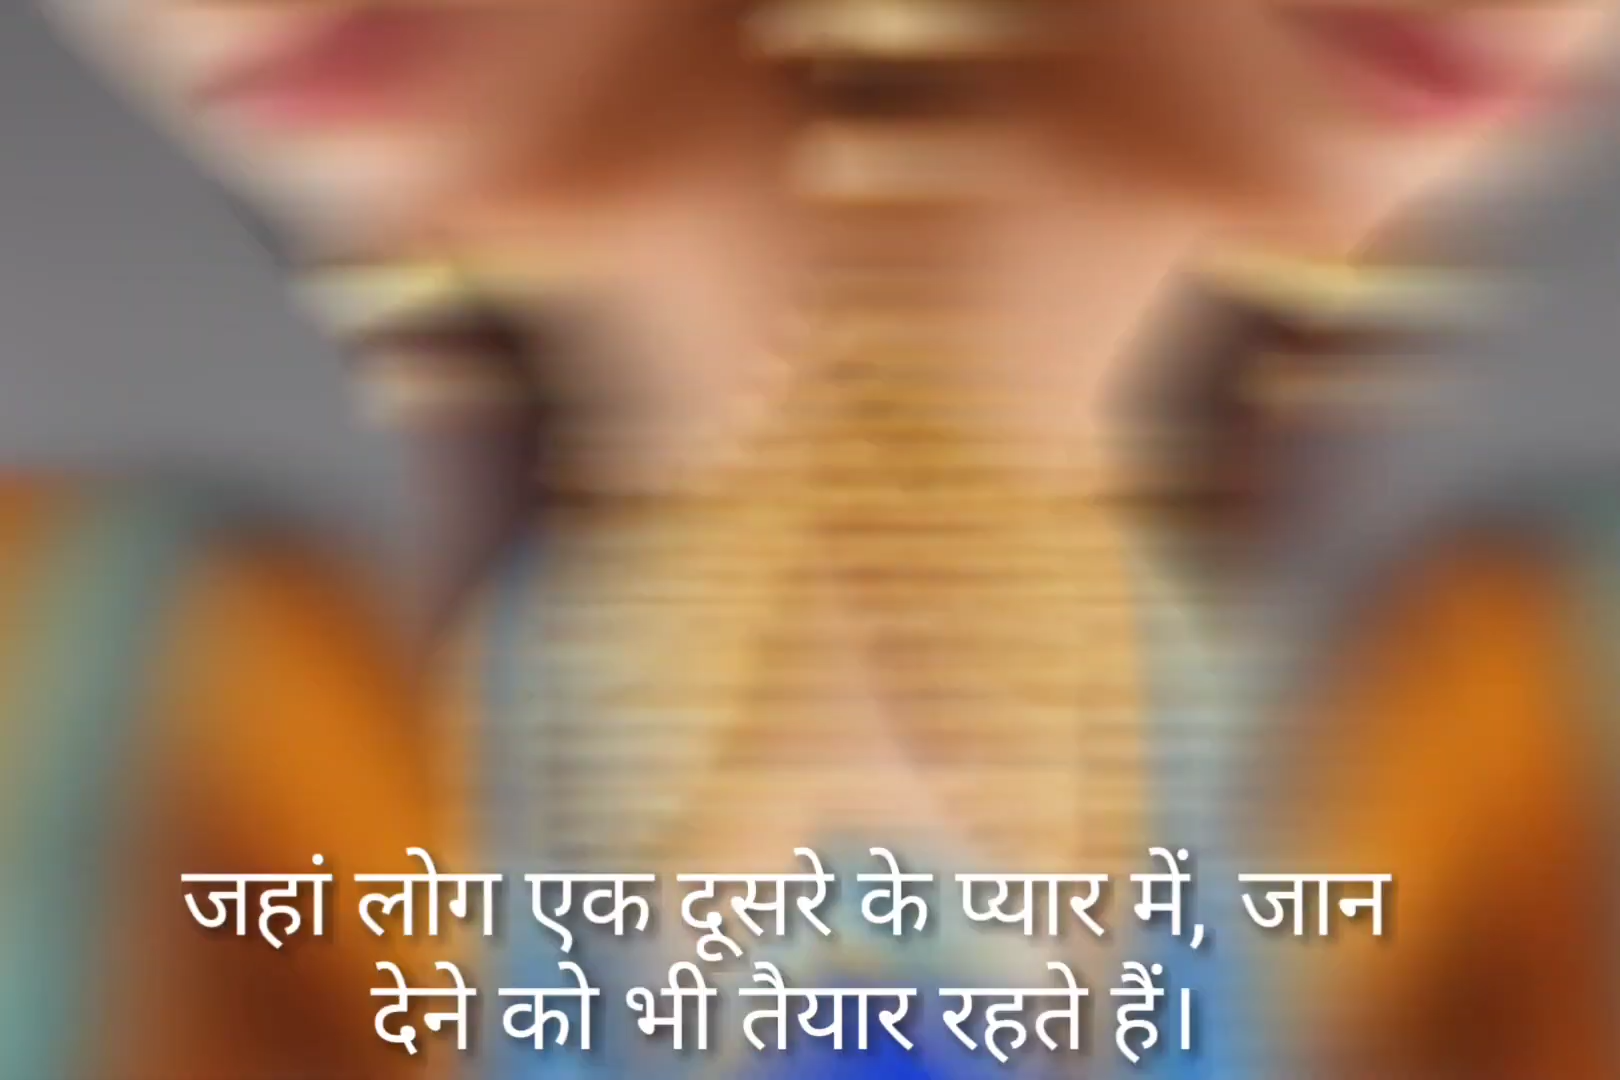 जहां लोग एक दूसरे के प्यार में, जान
देने को भी तैयार रहते हैं।